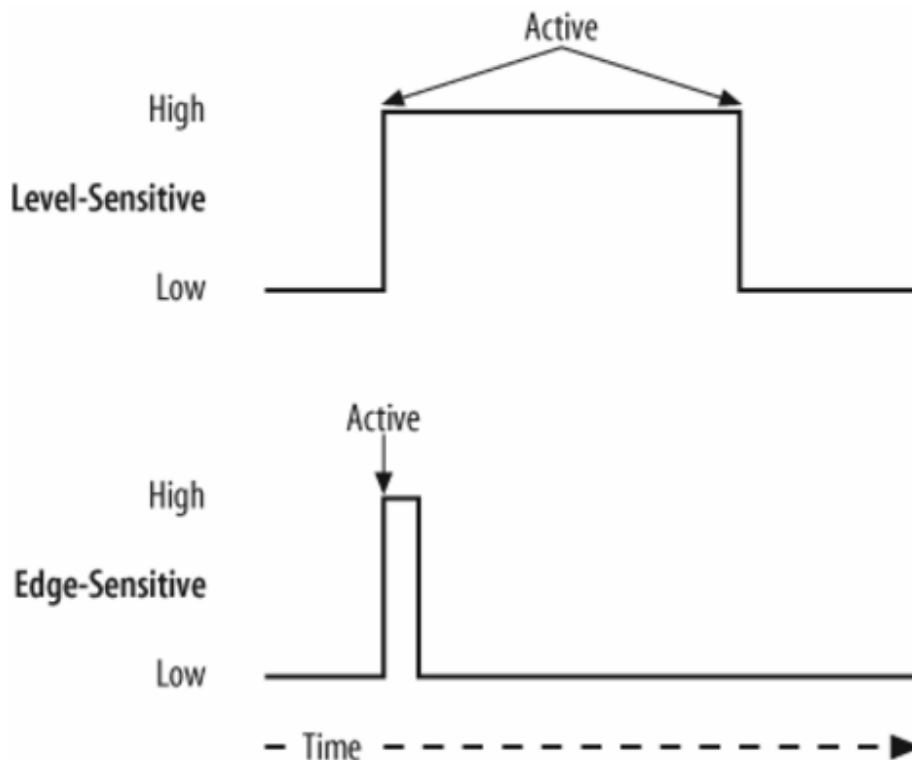 Active
High
Level-Sensitive
Low
Active
High
Edge-Sensitive
Low
Time